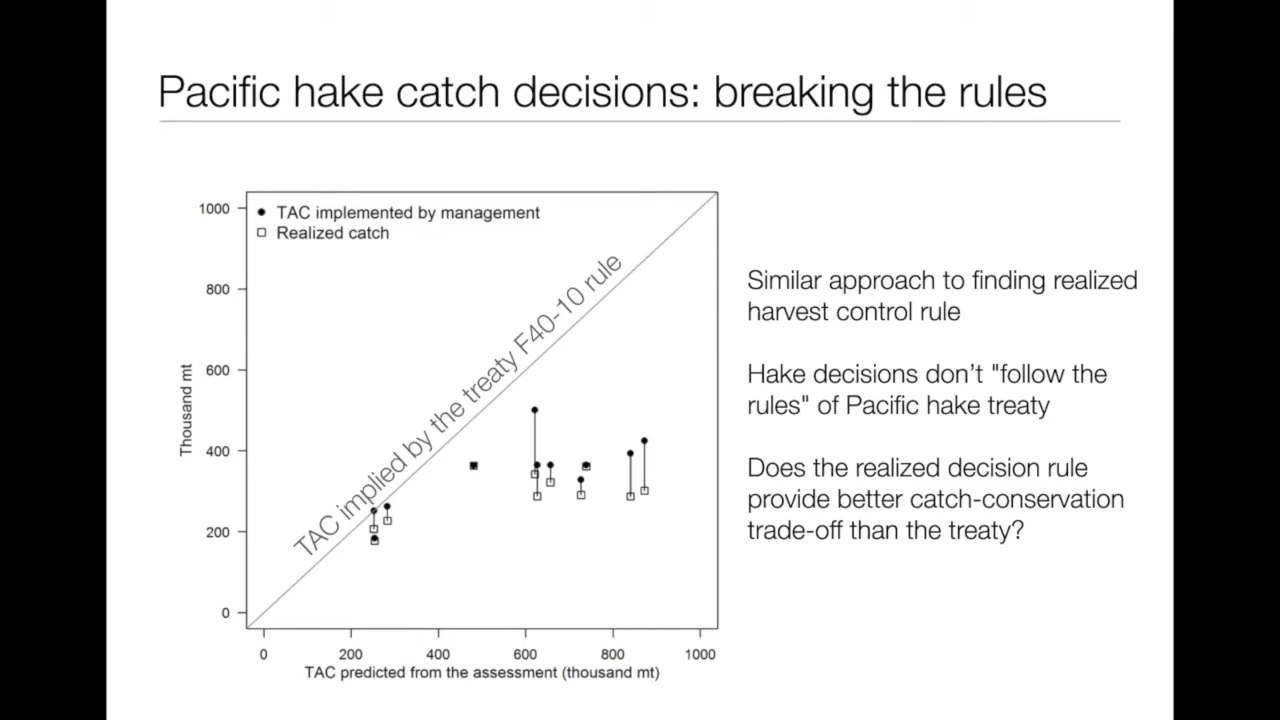 Pacific hake catch decisions: breaking the rules
1000
800
600
400
200
0
Thousand mt
TAC implemented by management
Realized catch
TAC implied by the treaty F40-10 rule
0
200
400
600
800
1000
TAC predicted from the assessment (thousand mt)
Similar approach to finding realized
harvest control rule
Hake decisions don’t "follow the
rules" of Pacific hake treaty
Does the realized decision rule
provide better catch-conservation
trade-off than the treaty?